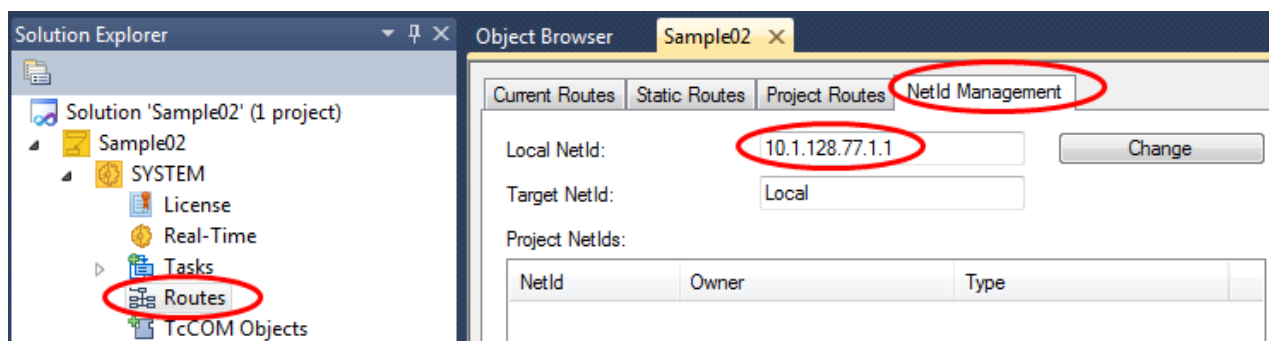 Solution Explorer
Solution 'Sample02' (1 project)
Sample02
SYSTEM
License
Real-Time
Tasks
Routes
TcCOM Objects
Object Browser Sample02
Current Routes Static Routes Project Routes NetId Management
Local NetId: 10.1.128.77.1.1 Change
Target NetId: Local
Project NetIds:
NetId Owner Type